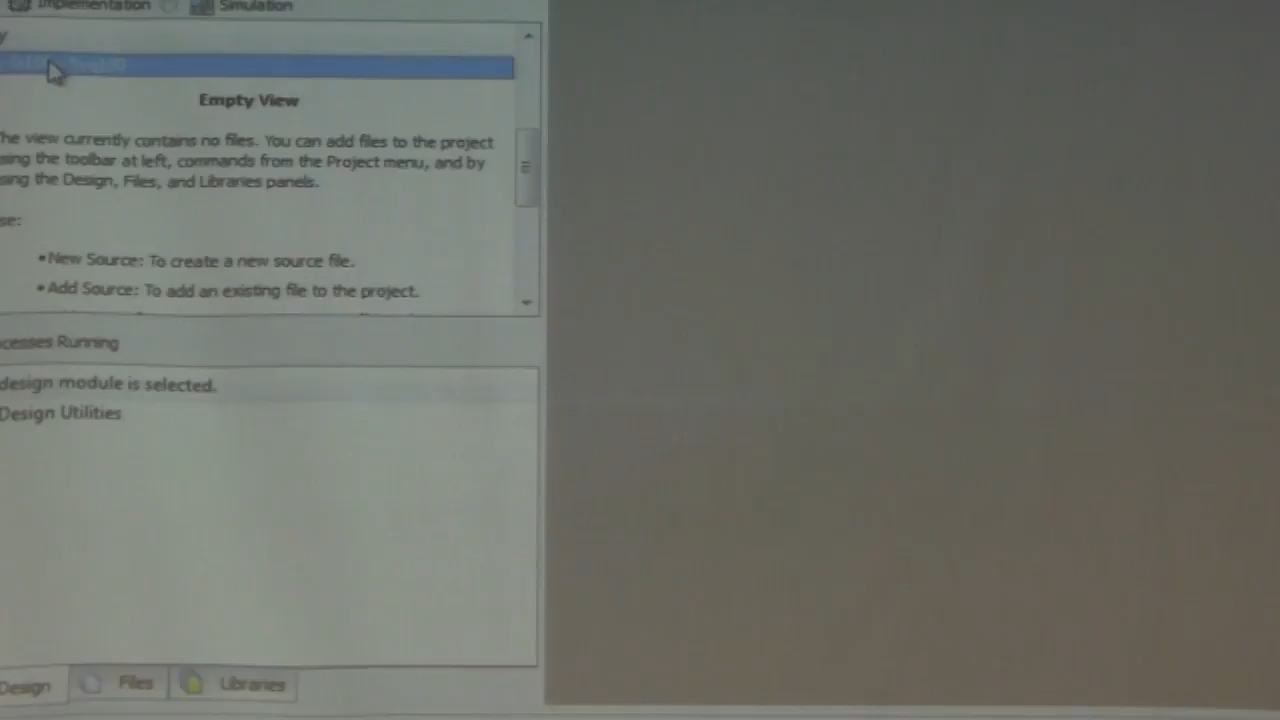 Implementation Simulation
y
Empty View
The view currently contains no files. You can add files to the project
sing the toolbar at left, commands from the Project menu, and by
sing the Design, Files, and Libraries panels.
se:
•New Source: To create a new source file.
•Add Source: To add an existing file to the project.
cesses Running
design module is selected.
Design Utilities
Design Files Libraries